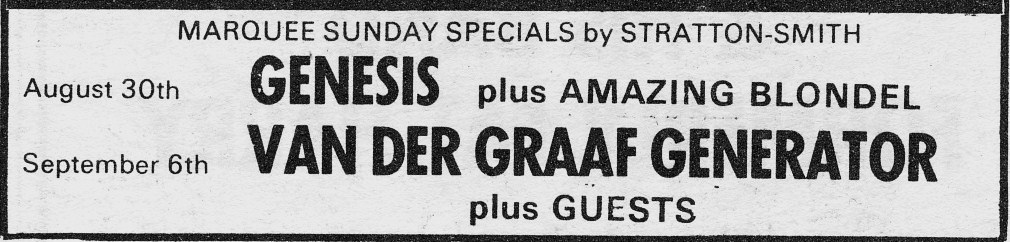 MARQUEE SUNDAY SPECIALS by STRATTON-SMITH
August 30th GENESIS plus AMAZING BLONDEL
September 6th VAN DER GRAAF GENERATOR
plus GUESTS